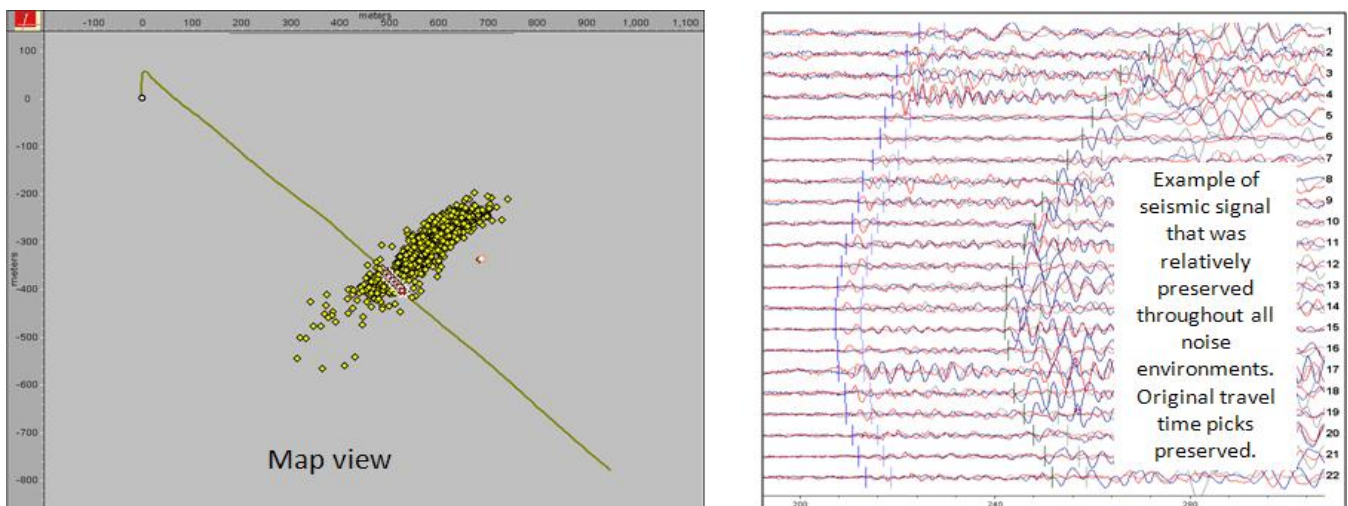 meters
-100 0 100 200 300 400 500 600 700 800 900 1,000 1,100
100
0
-100
-200
-300
-400
-500
-600
-700
-800
meters
Map view
1
2
3
4
5
6
7
8
9
10
11
12
13
14
15
16
17
18
19
20
21
22
Example of
seismic signal
that was
relatively
preserved
throughout all
noise
environments.
Original travel
time picks
preserved.
200 240 280